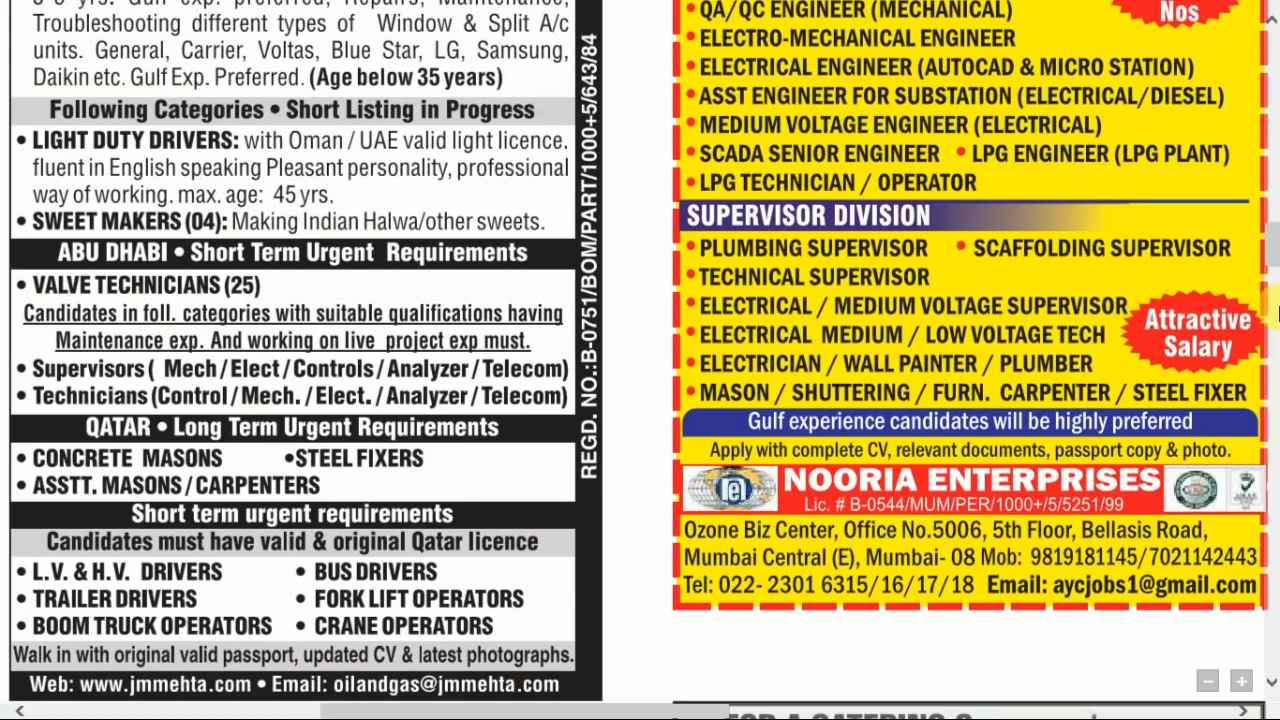 5-8 yrs. Gulf exp. preferred, Repairs, Maintenance,
Troubleshooting different types of Window & Split A/c
units. General, Carrier, Voltas, Blue Star, LG, Samsung,
Daikin etc. Gulf Exp. Preferred. (Age below 35 years)
Following Categories • Short Listing in Progress
• LIGHT DUTY DRIVERS: with Oman / UAE valid light licence.
fluent in English speaking Pleasant personality, professional
way of working. max. age: 45 yrs.
• SWEET MAKERS (04): Making Indian Halwa/other sweets.
ABU DHABI • Short Term Urgent Requirements
• VALVE TECHNICIANS (25)
Candidates in foll. categories with suitable qualifications having
Maintenance exp. And working on live project exp must.
• Supervisors ( Mech / Elect / Controls / Analyzer / Telecom)
• Technicians (Control / Mech. / Elect. / Analyzer / Telecom)
QATAR • Long Term Urgent Requirements
• CONCRETE MASONS •STEEL FIXERS
• ASSTT. MASONS / CARPENTERS
Short term urgent requirements
Candidates must have valid & original Qatar licence
• L.V. & H.V. DRIVERS • BUS DRIVERS
• TRAILER DRIVERS • FORK LIFT OPERATORS
• BOOM TRUCK OPERATORS • CRANE OPERATORS
Walk in with original valid passport, updated CV & latest photographs.
Web: www.jmmehta.com • Email: oilandgas@jmmehta.com
REGD. NO.:B-0751/BOM/PART/1000+5/643/84
• QA/QC ENGINEER (MECHANICAL)
Nos
• ELECTRO-MECHANICAL ENGINEER
• ELECTRICAL ENGINEER (AUTOCAD & MICRO STATION)
• ASST ENGINEER FOR SUBSTATION (ELECTRICAL/DIESEL)
• MEDIUM VOLTAGE ENGINEER (ELECTRICAL)
• SCADA SENIOR ENGINEER • LPG ENGINEER (LPG PLANT)
• LPG TECHNICIAN / OPERATOR
SUPERVISOR DIVISION
• PLUMBING SUPERVISOR • SCAFFOLDING SUPERVISOR
• TECHNICAL SUPERVISOR
• ELECTRICAL / MEDIUM VOLTAGE SUPERVISOR
• ELECTRICAL MEDIUM / LOW VOLTAGE TECH
Attractive
Salary
• ELECTRICIAN / WALL PAINTER / PLUMBER
• MASON / SHUTTERING / FURN. CARPENTER / STEEL FIXER
Gulf experience candidates will be highly preferred
Apply with complete CV, relevant documents, passport copy & photo.
NOORIA ENTERPRISES
Lic. # B-0544/MUM/PER/1000+/5/5251/99
Ozone Biz Center, Office No.5006, 5th Floor, Bellasis Road,
Mumbai Central (E), Mumbai- 08 Mob: 9819181145/7021142443
Tel: 022- 2301 6315/16/17/18 Email: aycjobs1@gmail.com
FOR A CATERING